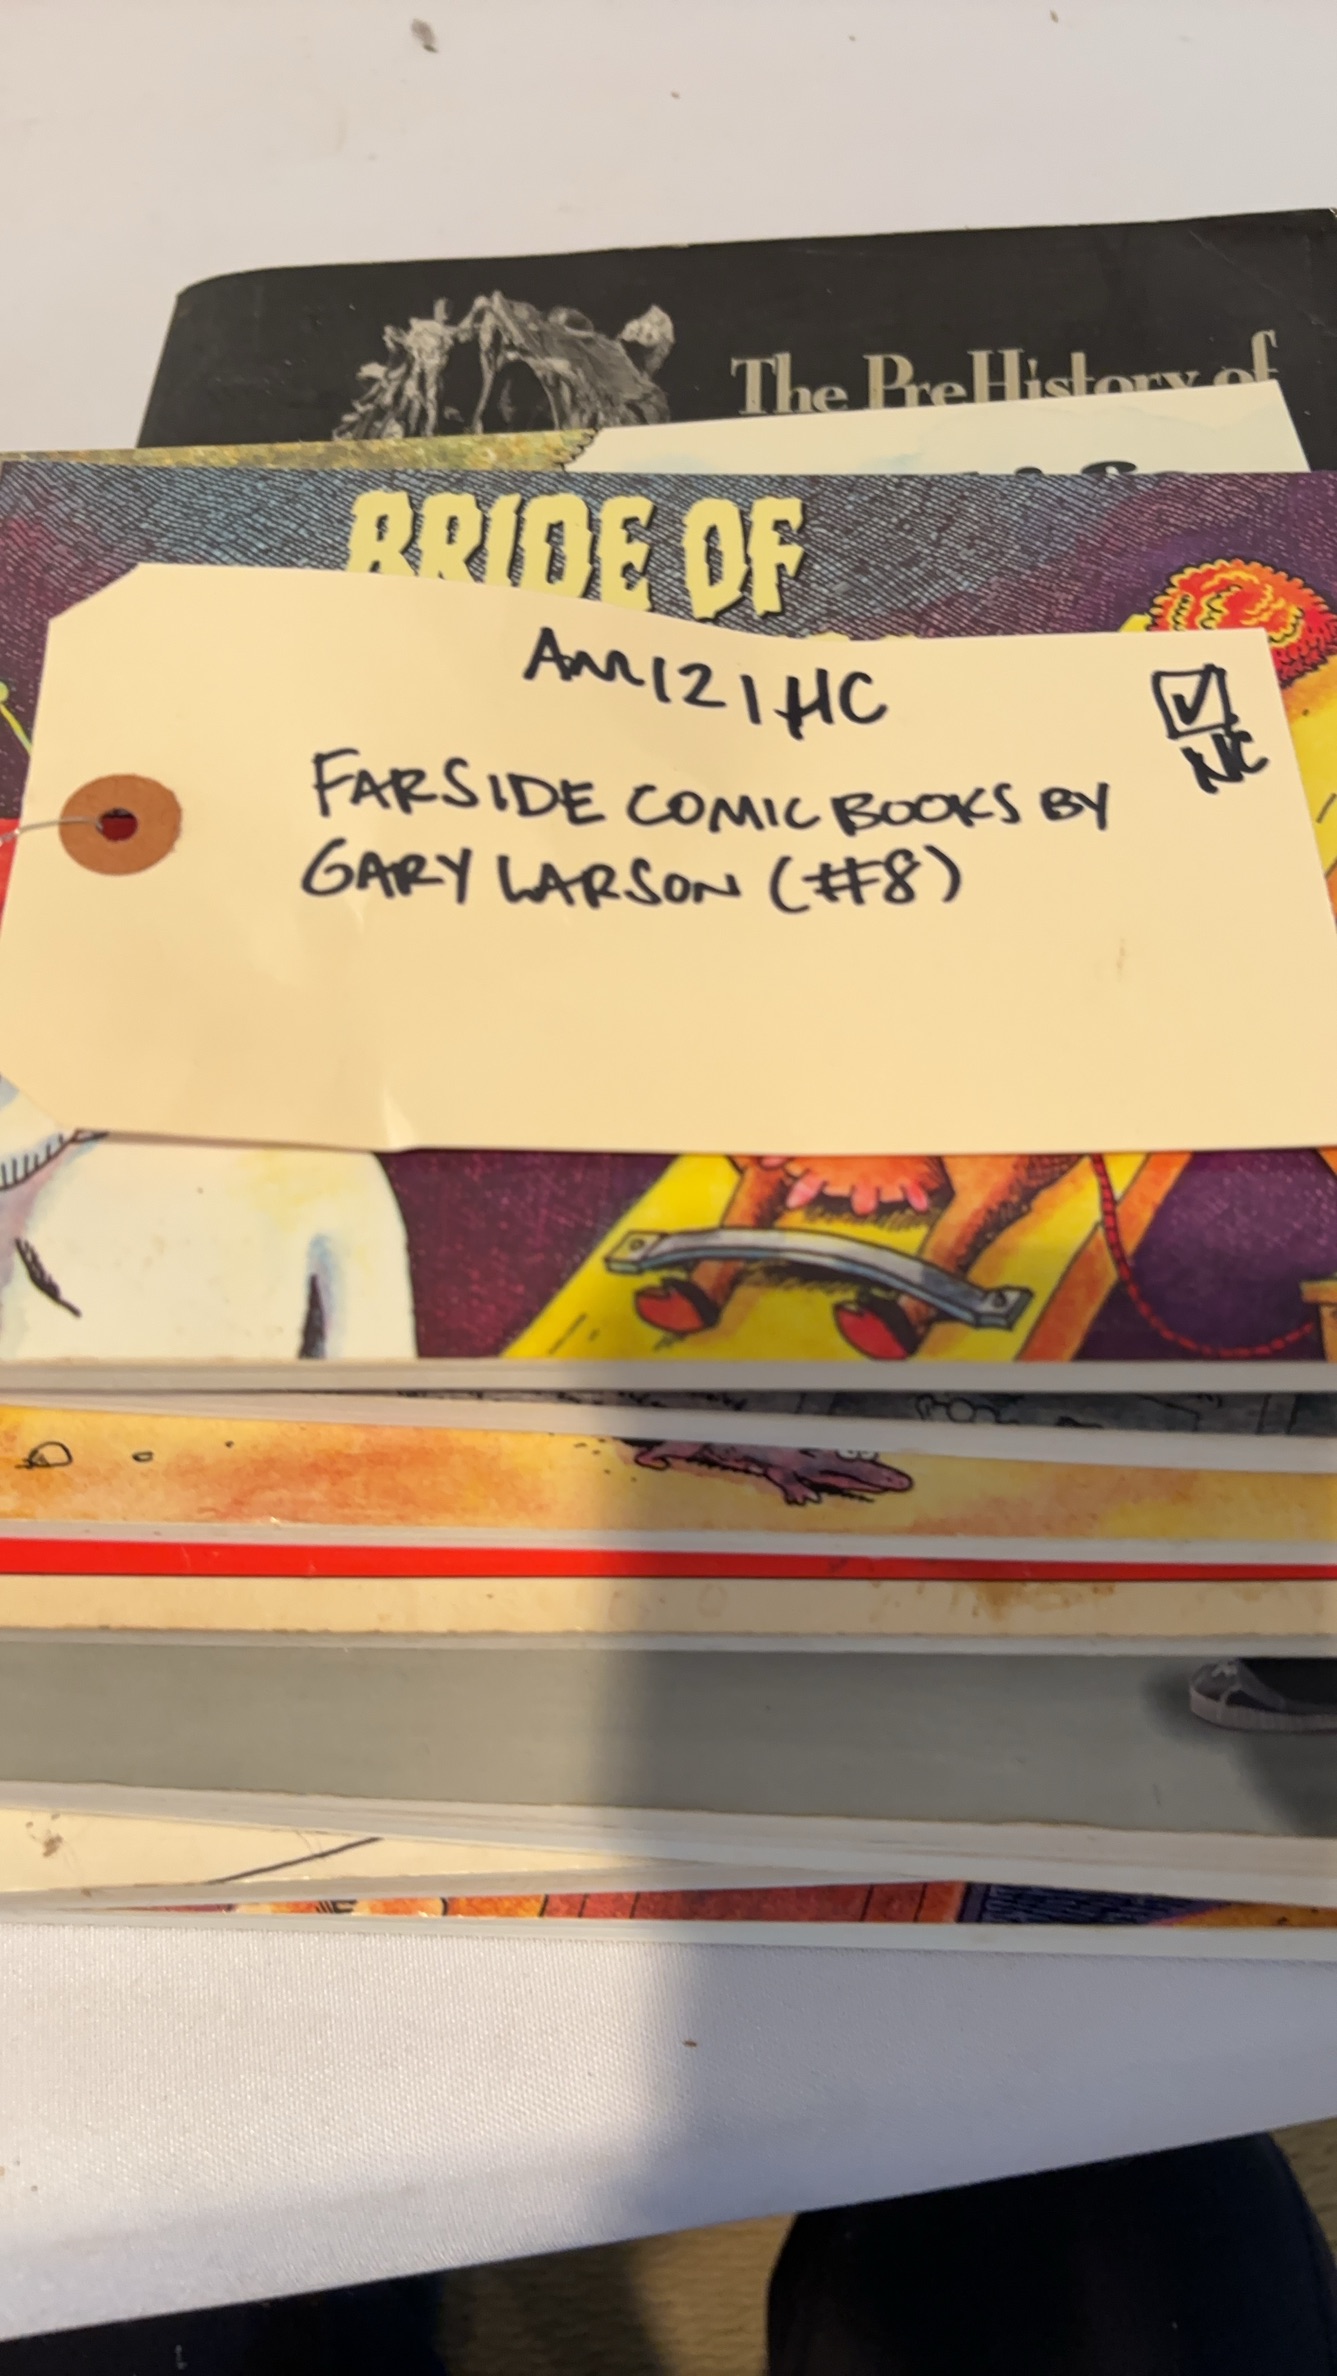 The PreHistory of
BRIDE OF
Am121HC
NC
FARSIDE COMIC BOOKS BY
GARY LARSON (#8)